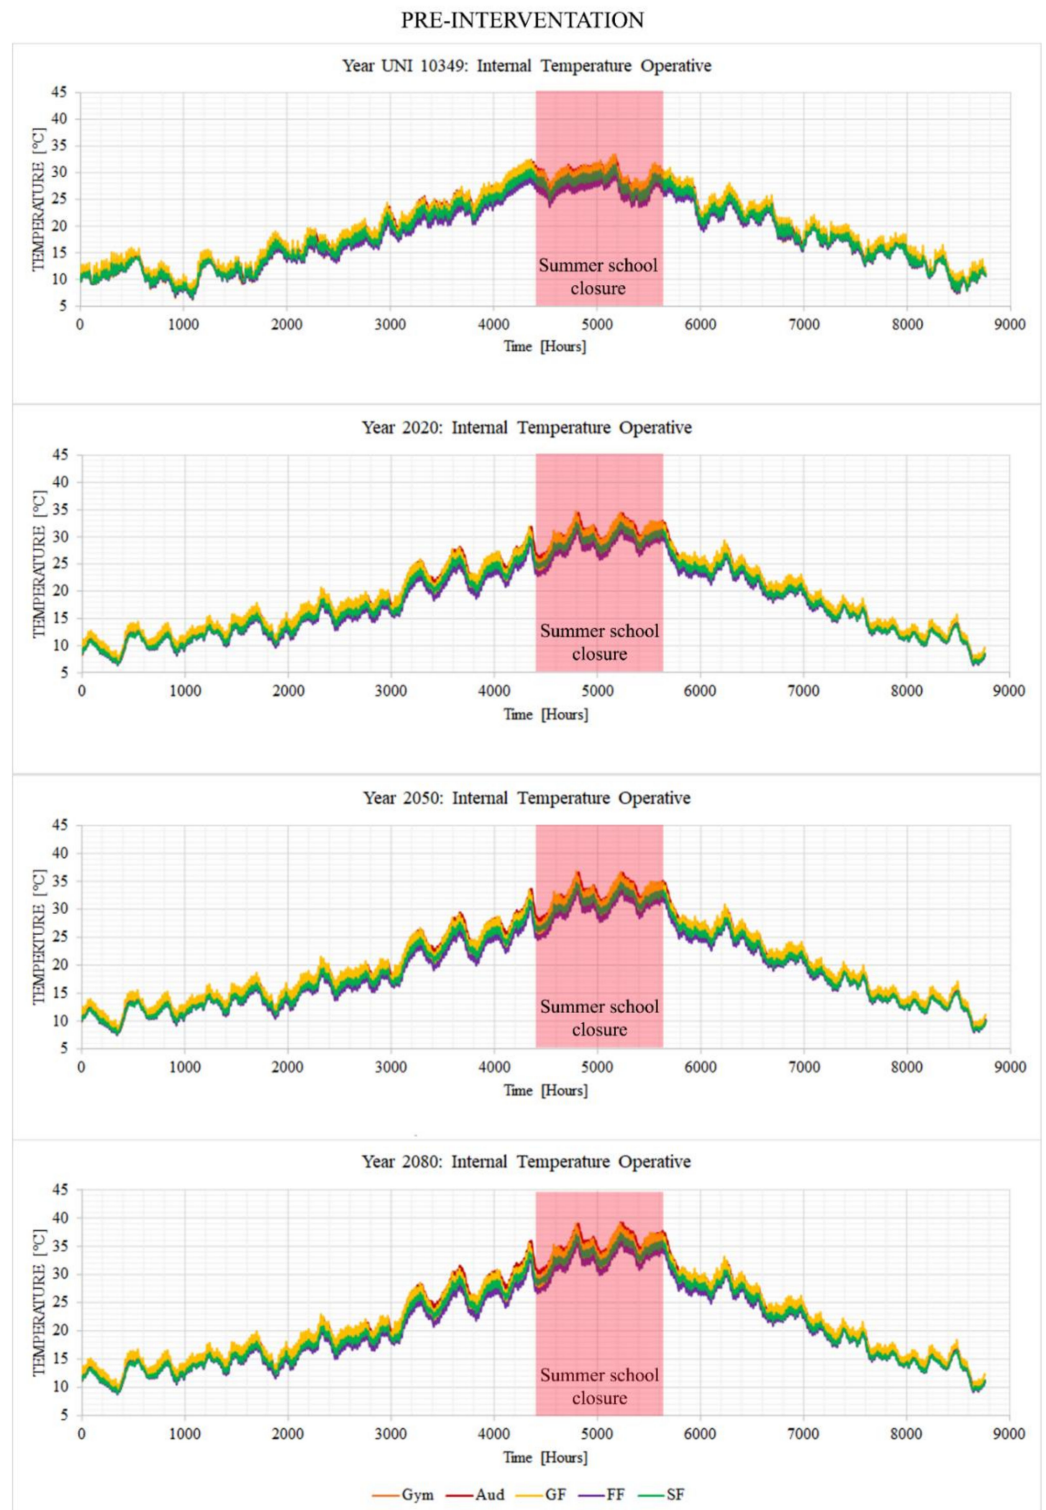 PRE-INTERVENTATION
Year UNI 10349: Internal Temperature Operative
TEMPERATURE [°C]
45
40
35
30
25
20
15
10
5
Summer school
closure
0 1000 2000 3000 4000 5000 6000 7000 8000 9000
Time [Hours]
Year 2020: Internal Temperature Operative
TEMPERATURE [°C]
45
40
35
30
25
20
15
10
5
Summer school
closure
0 1000 2000 3000 4000 5000 6000 7000 8000 9000
Time [Hours]
Year 2050: Internal Temperature Operative
TEMPERKTURE [°C]
45
40
35
30
25
20
15
10
5
Summer school
closure
0 1000 2000 3000 4000 5000 6000 7000 8000 9000
Time [Hours]
Year 2080: Internal Temperature Operative
TEMPERATURE [°C]
45
40
35
30
25
20
15
10
5
Summer school
closure
0 1000 2000 3000 4000 5000 6000 7000 8000 9000
Time [Hours]
Gym Aud GF FF SF